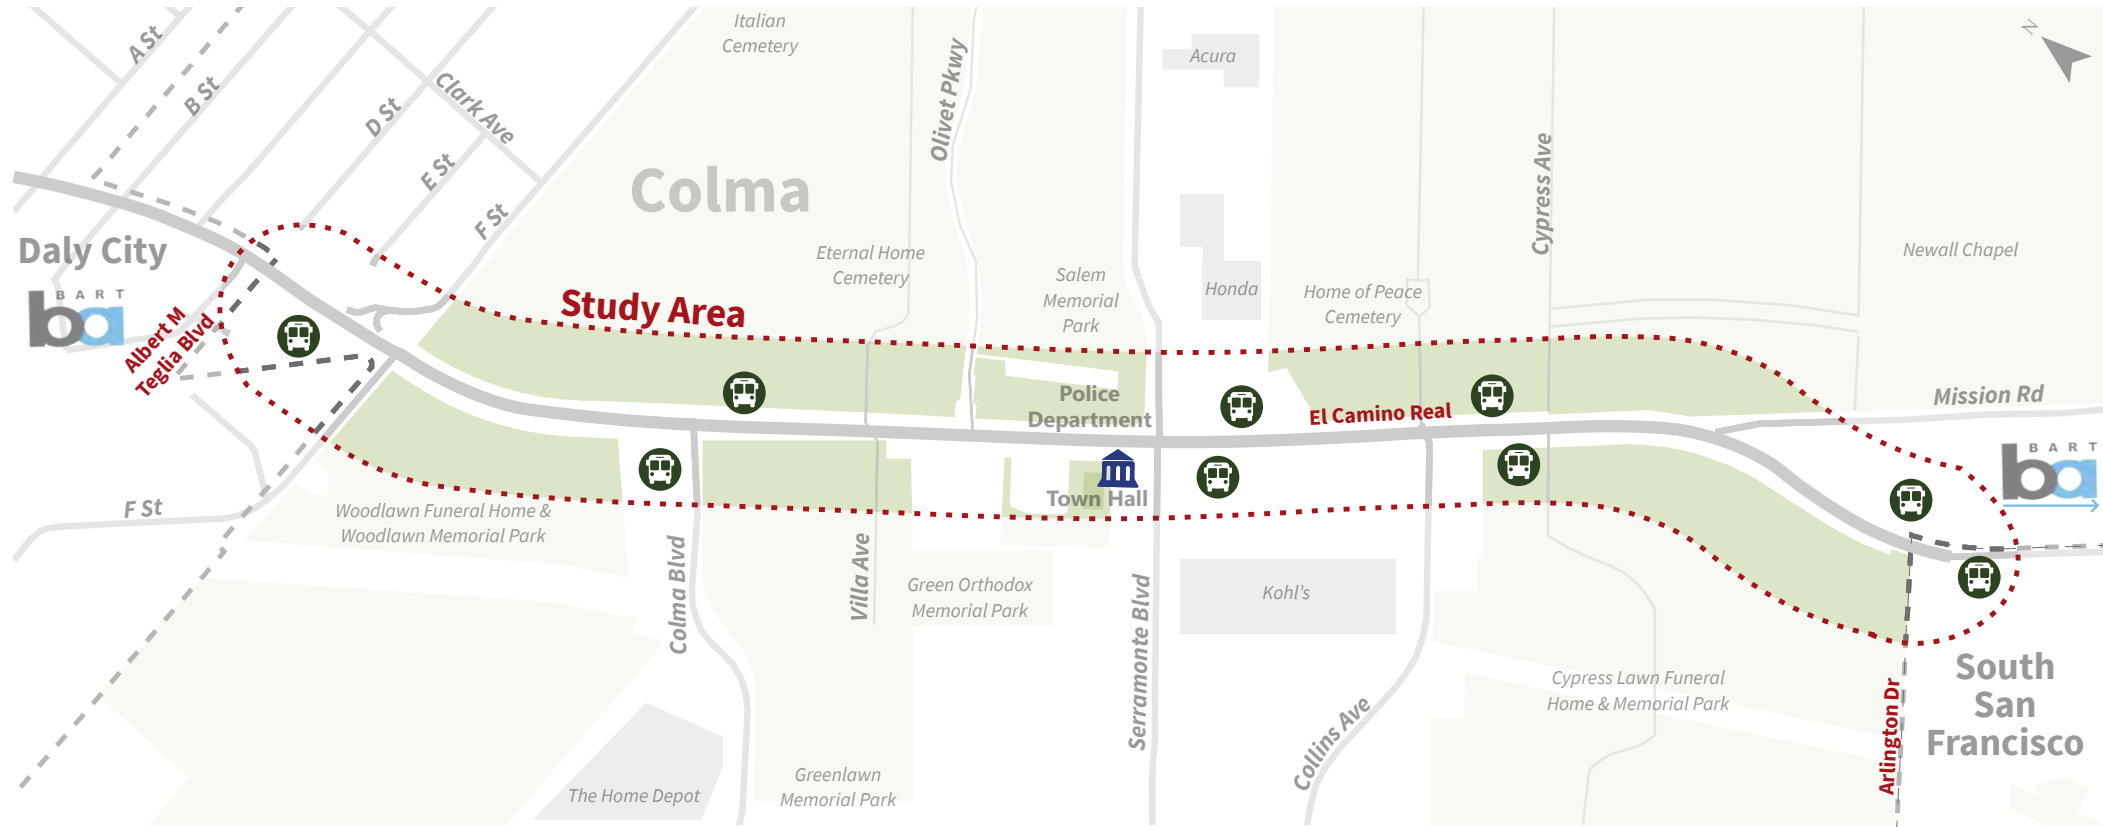 Italian
Cemetery
A St
B St
D St
Clark Ave
E St
F St
Olivet Pkwy
Acura
N
Colma
Cypress Ave
Daly City
BART
ba
Albert M
Teglia Blvd
Study Area
Eternal Home
Cemetery
Salem
Memorial
Park
Honda
Home of Peace
Cemetery
Newall Chapel
Police
Department
El Camino Real
Mission Rd
BART
ba
Town Hall
F St
Woodlawn Funeral Home &
Woodlawn Memorial Park
Colma Blvd
Villa Ave
Green Orthodox
Memorial Park
Serramonte Blvd
Kohl's
Collins Ave
Cypress Lawn Funeral
Home & Memorial Park
Arlington Dr
South
San
Francisco
The Home Depot
Greenlawn
Memorial Park